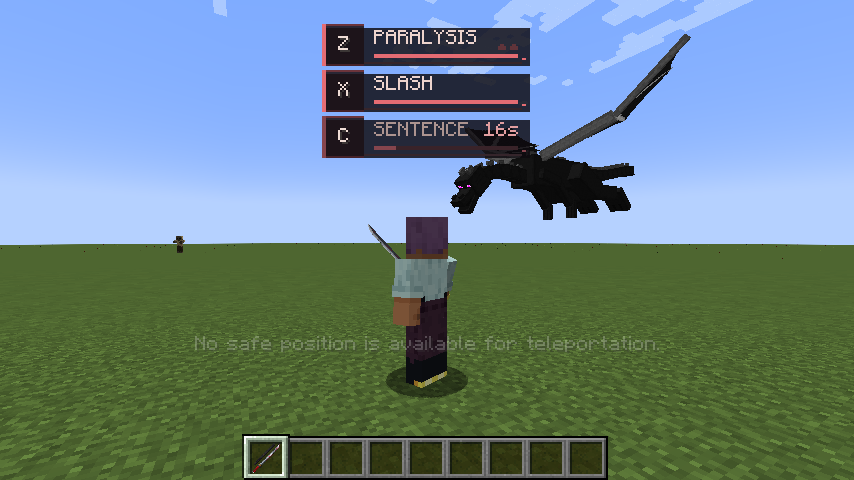 Z PARALYSIS
X SLASH
C SENTENCE 16s
No safe position is available for teleportation.